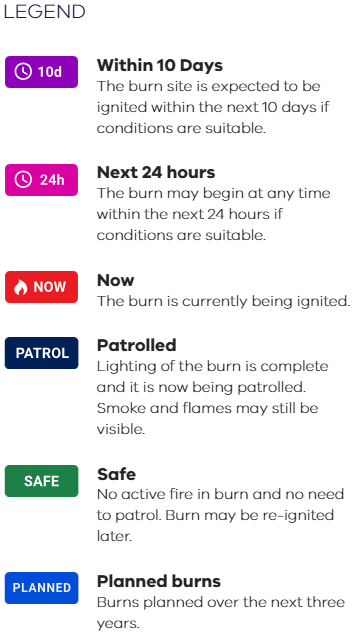 LEGEND
10d
Within 10 Days
The burn site is expected to be
ignited within the next 10 days if
conditions are suitable.
24h
Next 24 hours
The burn may begin at any time
within the next 24 hours if
conditions are suitable.
NOW
Now
The burn is currently being ignited.
PATROL
Patrolled
Lighting of the burn is complete
and it is now being patrolled.
Smoke and flames may still be
visible.
SAFE
Safe
No active fire in burn and no need
to patrol. Burn may be re-ignited
later.
PLANNED
Planned burns
Burns planned over the next three
years.